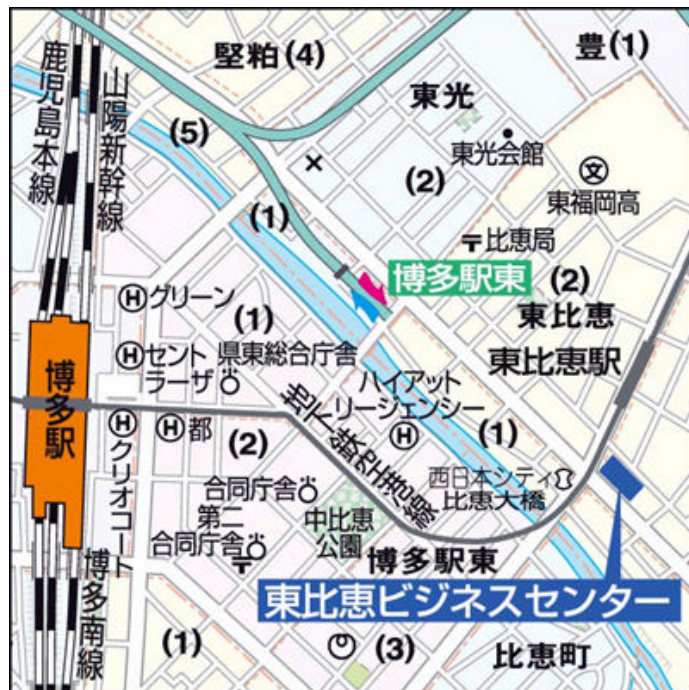 堅粕(4)
豊(1)
東光
鹿児島本線
山陽新幹線
(5)
東光会館
(2)
文
東福岡高
(1)
〒比恵局
博多駅東
(2)
東比恵
Ⓗグリーン
(1)
東比恵駅
Ⓗセント
ラーザ
県東総合庁舎
ハイアット
リージェンシー
Ⓗ
博多駅
Ⓗクリオコート
Ⓗ都
(2)
地下鉄空港線
(1)
西日本シティ
比恵大橋
合同庁舎
第二
合同庁舎
〒
中比恵
公園
博多駅東
東比恵ビジネスセンター
博多南線
(1)
(3)
比恵町